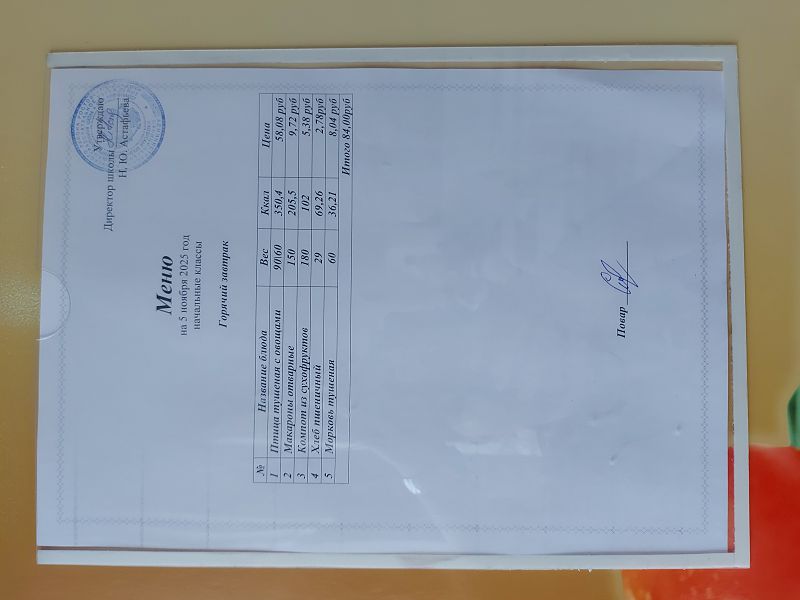 Утверждаю
Директор школы
Н. Ю. Астафьева
Меню
на 5 ноября 2025 год
начальные классы
Горячий завтрак
№ Название блюда Вес Ккал Цена
1 Птица тушеная с овощами 90\60 350,4 58,08 руб
2 Макароны отварные 150 205,5 9,72 руб
3 Компот из сухофруктов 180 102 5,38 руб
4 Хлеб пшеничный 29 69,26 2,78руб
5 Морковь тушеная 60 36,21 8,04 руб
Итого 84,00руб
Повар